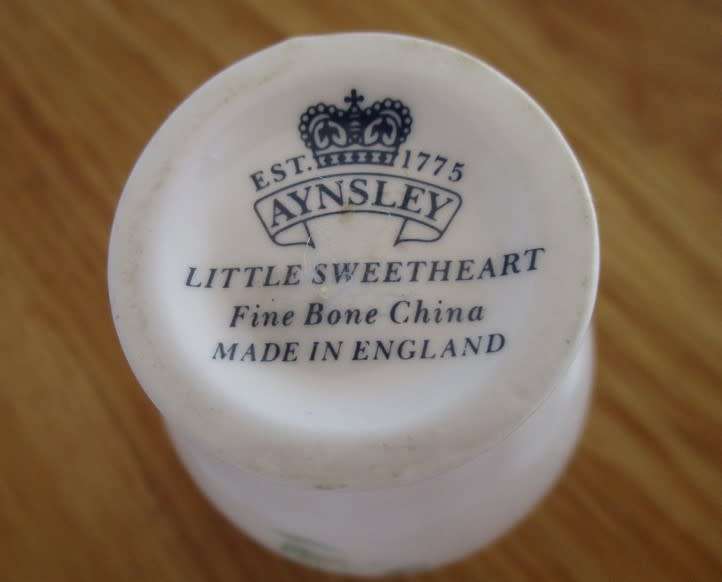 EST. 1775
AYNSLEY
LITTLE SWEETHEART
Fine Bone China
MADE IN ENGLAND